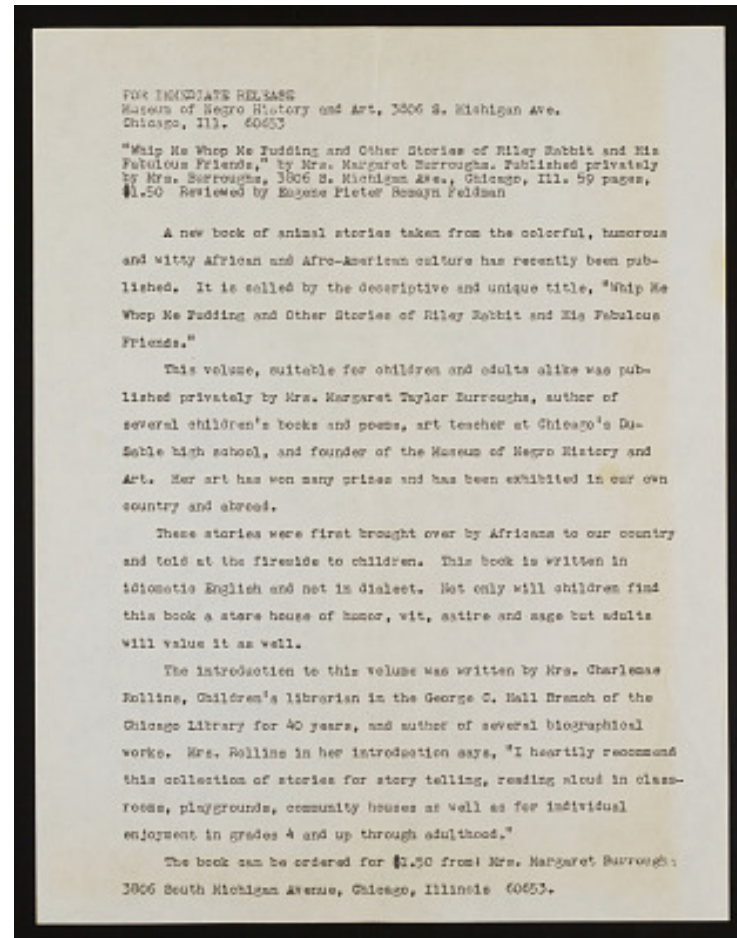 FOR IMMEDIATE RELEASE
Museum of Negro History and Art, 3806 S. Michigan Ave.
Chicago, Ill.  60653
"Whip Me Whop Me Pudding and Other Stories of Riley Rabbit and His
Fabulous Friends," by Mrs. Margaret Burroughs. Published privately
by Mrs. Burroughs, 3806 S. Michigan Ave., Chicago, Ill. 59 pages,
$1.50  Reviewed by Eugene Pieter Romayn Feldman
A new book of animal stories taken from the colorful, humorous
and witty African and Afro-American culture has recently been pub-
lished.  It is called by the descriptive and unique title, "Whip Me
Whop Me Pudding and Other Stories of Riley Rabbit and His Fabulous
Friends."
This volume, suitable for children and adults alike was pub-
lished privately by Mrs. Margaret Taylor Burroughs, author of
several children's books and poems, art teacher at Chicago's Du-
Sable high school, and founder of the Museum of Negro History and
Art.  Her art has won many prizes and has been exhibited in our own
country and abroad.
These stories were first brought over by Africans to our country
and told at the fireside to children.  This book is written in
idiomatic English and not in dialect.  Not only will children find
this book a store house of humor, wit, satire and sage but adults
will value it as well.
The introduction to this volume was written by Mrs. Charlemae
Rollins, Children's librarian in the George C. Hall Branch of the
Chicago Library for 40 years, and author of several biographical
works.  Mrs. Rollins in her introduction says, "I heartily recommend
this collection of stories for story telling, reading aloud in class-
rooms, playgrounds, community houses as well as for individual
enjoyment in grades 4 and up through adulthood."
The book can be ordered for $1.50 from: Mrs. Margaret Burroughs
3806 South Michigan Avenue, Chicago, Illinois  60653.